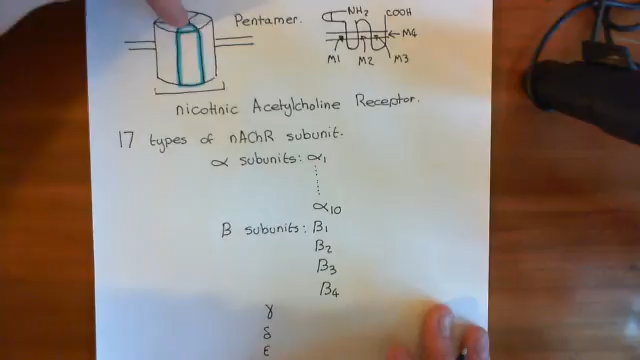 Pentamer.
NH2
COOH
M4
M1
M2
M3
nicotinic Acetylcholine Receptor.
17 types of nAChR subunit.
α subunits: α1
α10
β subunits: β1
β2
β3
β4
γ
δ
ε